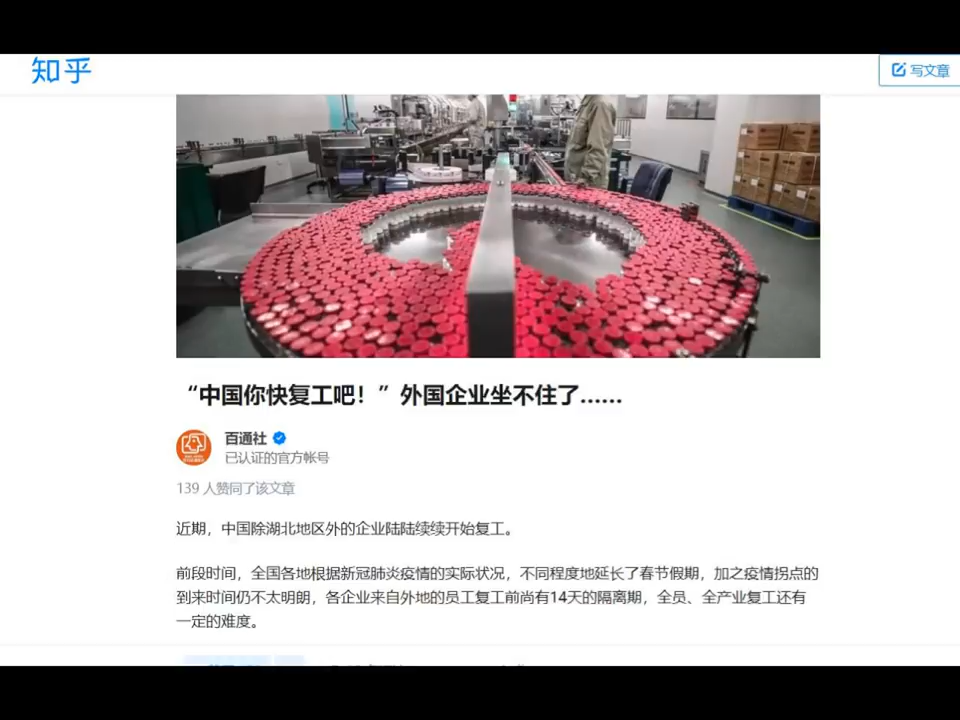 知乎
写文章
“中国你快复工吧！”外国企业坐不住了......
百通社
已认证的官方帐号
139 人赞同了该文章
近期，中国除湖北地区外的企业陆陆续续开始复工。
前段时间，全国各地根据新冠肺炎疫情的实际状况，不同程度地延长了春节假期，加之疫情拐点的
到来时间仍不太明朗，各企业来自外地的员工复工前尚有14天的隔离期，全员、全产业复工还有
一定的难度。